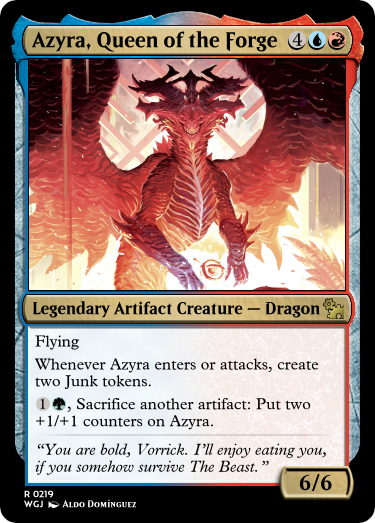 Azyra, Queen of the Forge 4
Legendary Artifact Creature — Dragon
Flying
Whenever Azyra enters or attacks, create
two Junk tokens.
1, Sacrifice another artifact: Put two
+1/+1 counters on Azyra.
“You are bold, Vorrick. I’ll enjoy eating you,
if you somehow survive The Beast.”
6/6
R 0219
WGJ Aldo Domínguez